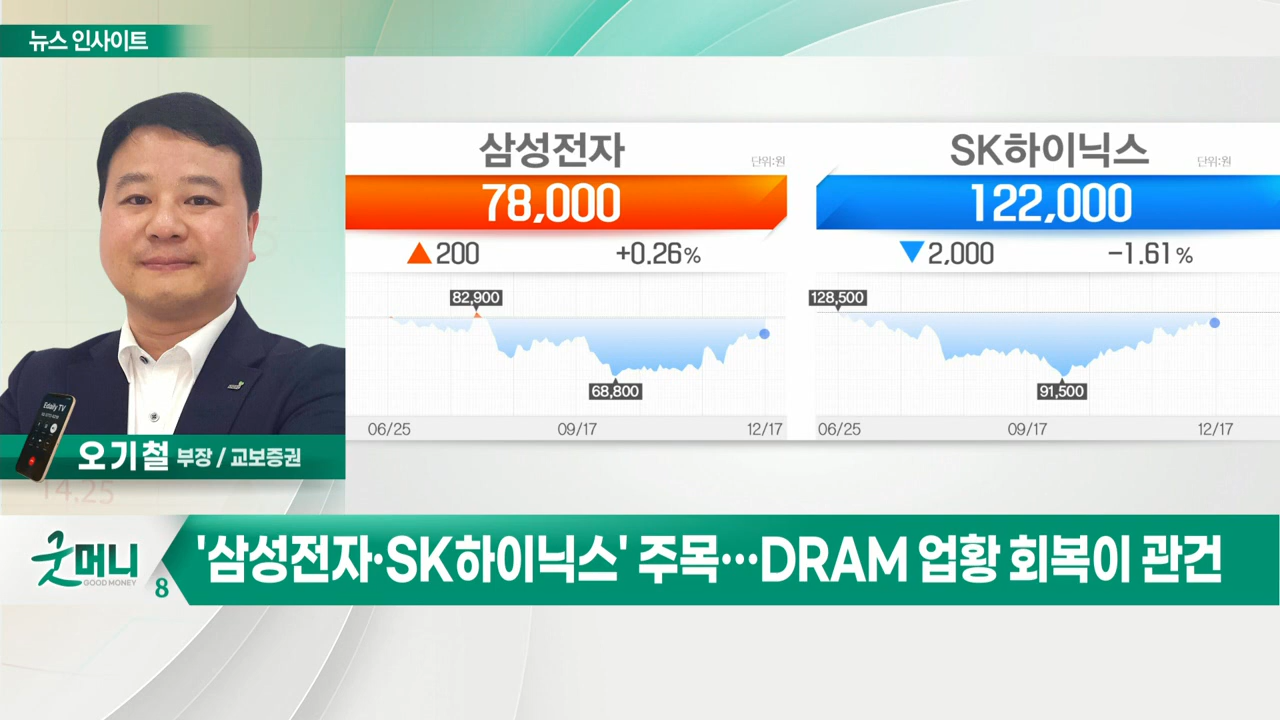 뉴스 인사이트
삼성전자
단위:원
78,000
▲200 +0.26%
82,900
68,800
06/25 09/17 12/17
SK하이닉스
단위:원
122,000
▼2,000 -1.61%
128,500
91,500
06/25 09/17 12/17
Edaily TV
오기철 부장 / 교보증권
14.25
굿머니
GOOD MONEY
8
'삼성전자·SK하이닉스' 주목…DRAM 업황 회복이 관건